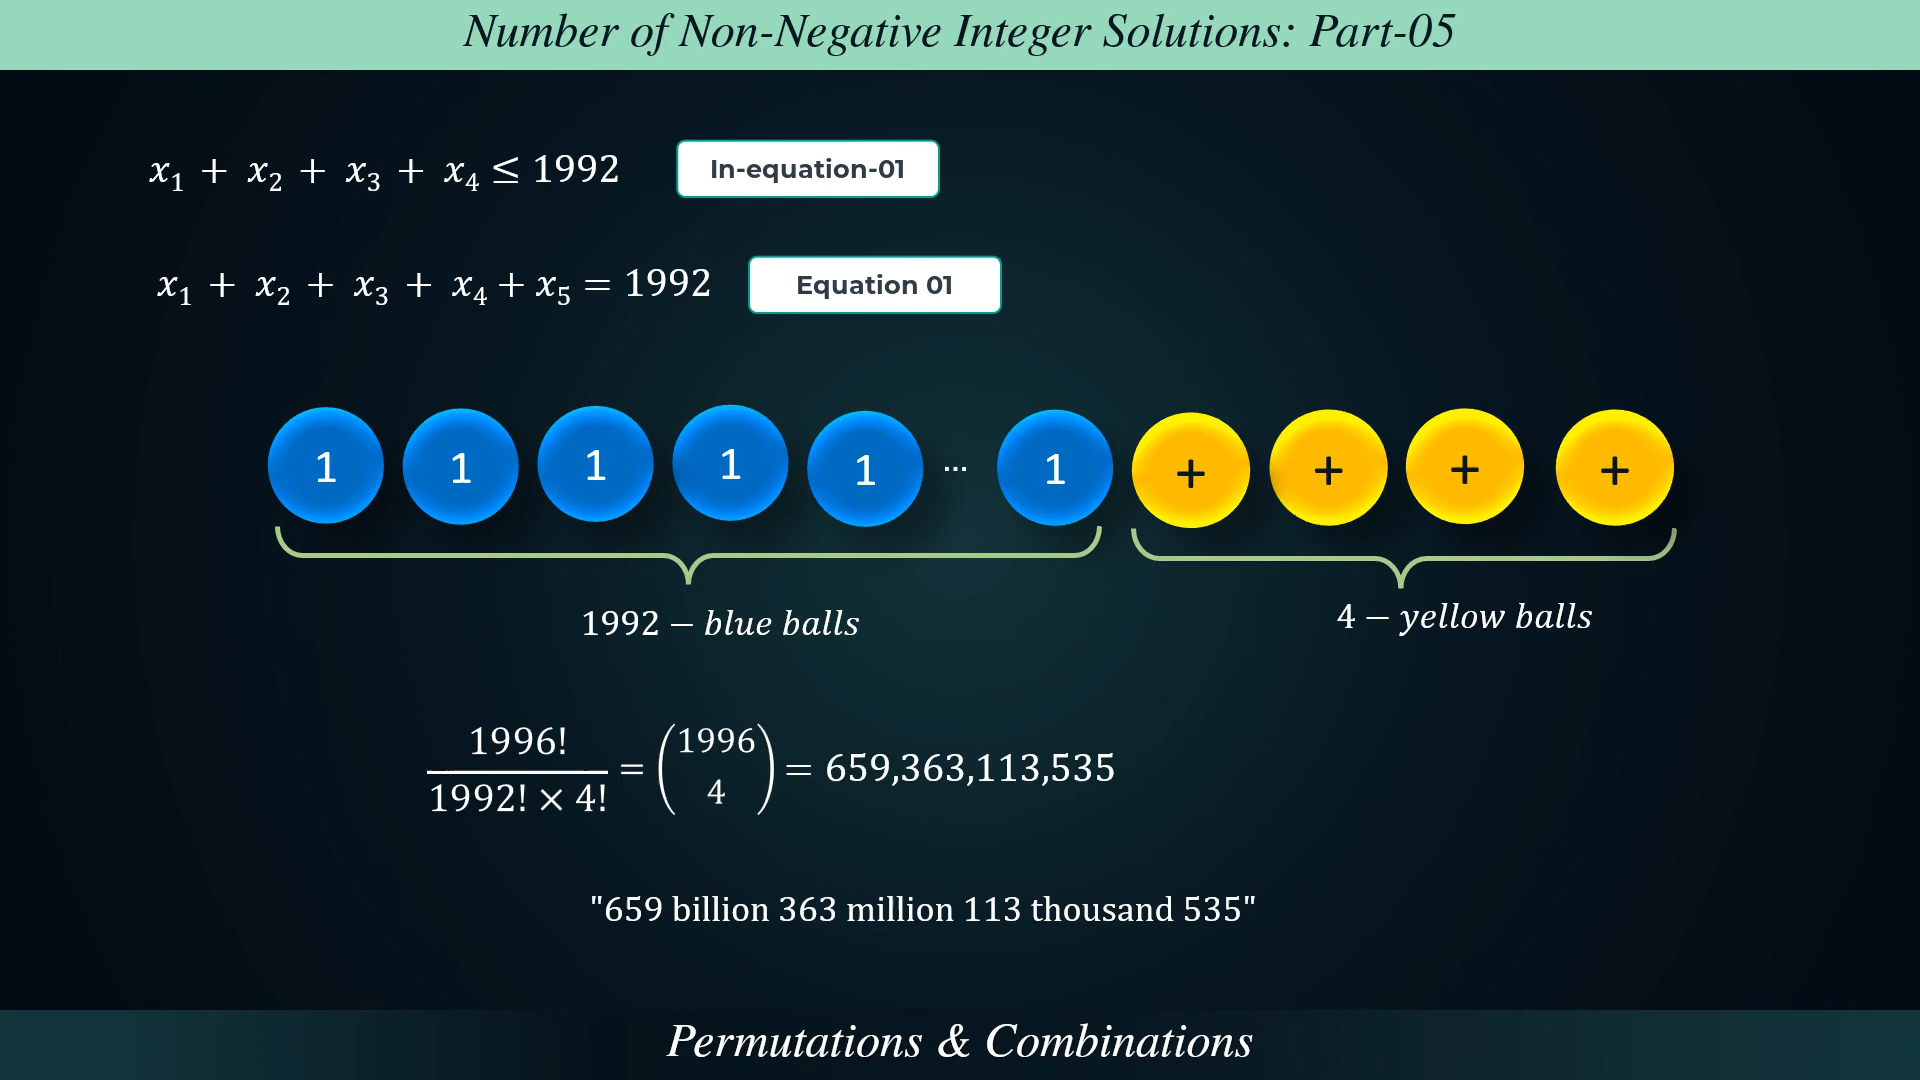 Number of Non-Negative Integer Solutions: Part-05
x₁ + x₂ + x₃ + x₄ ≤ 1992
In-equation-01
x₁ + x₂ + x₃ + x₄ + x₅ = 1992
Equation 01
1 1 1 1 1 ... 1 + + + +
1992 − blue balls
4 − yellow balls
1996!/(1992! × 4!) = (1996 4) = 659,363,113,535
"659 billion 363 million 113 thousand 535"
Permutations & Combinations